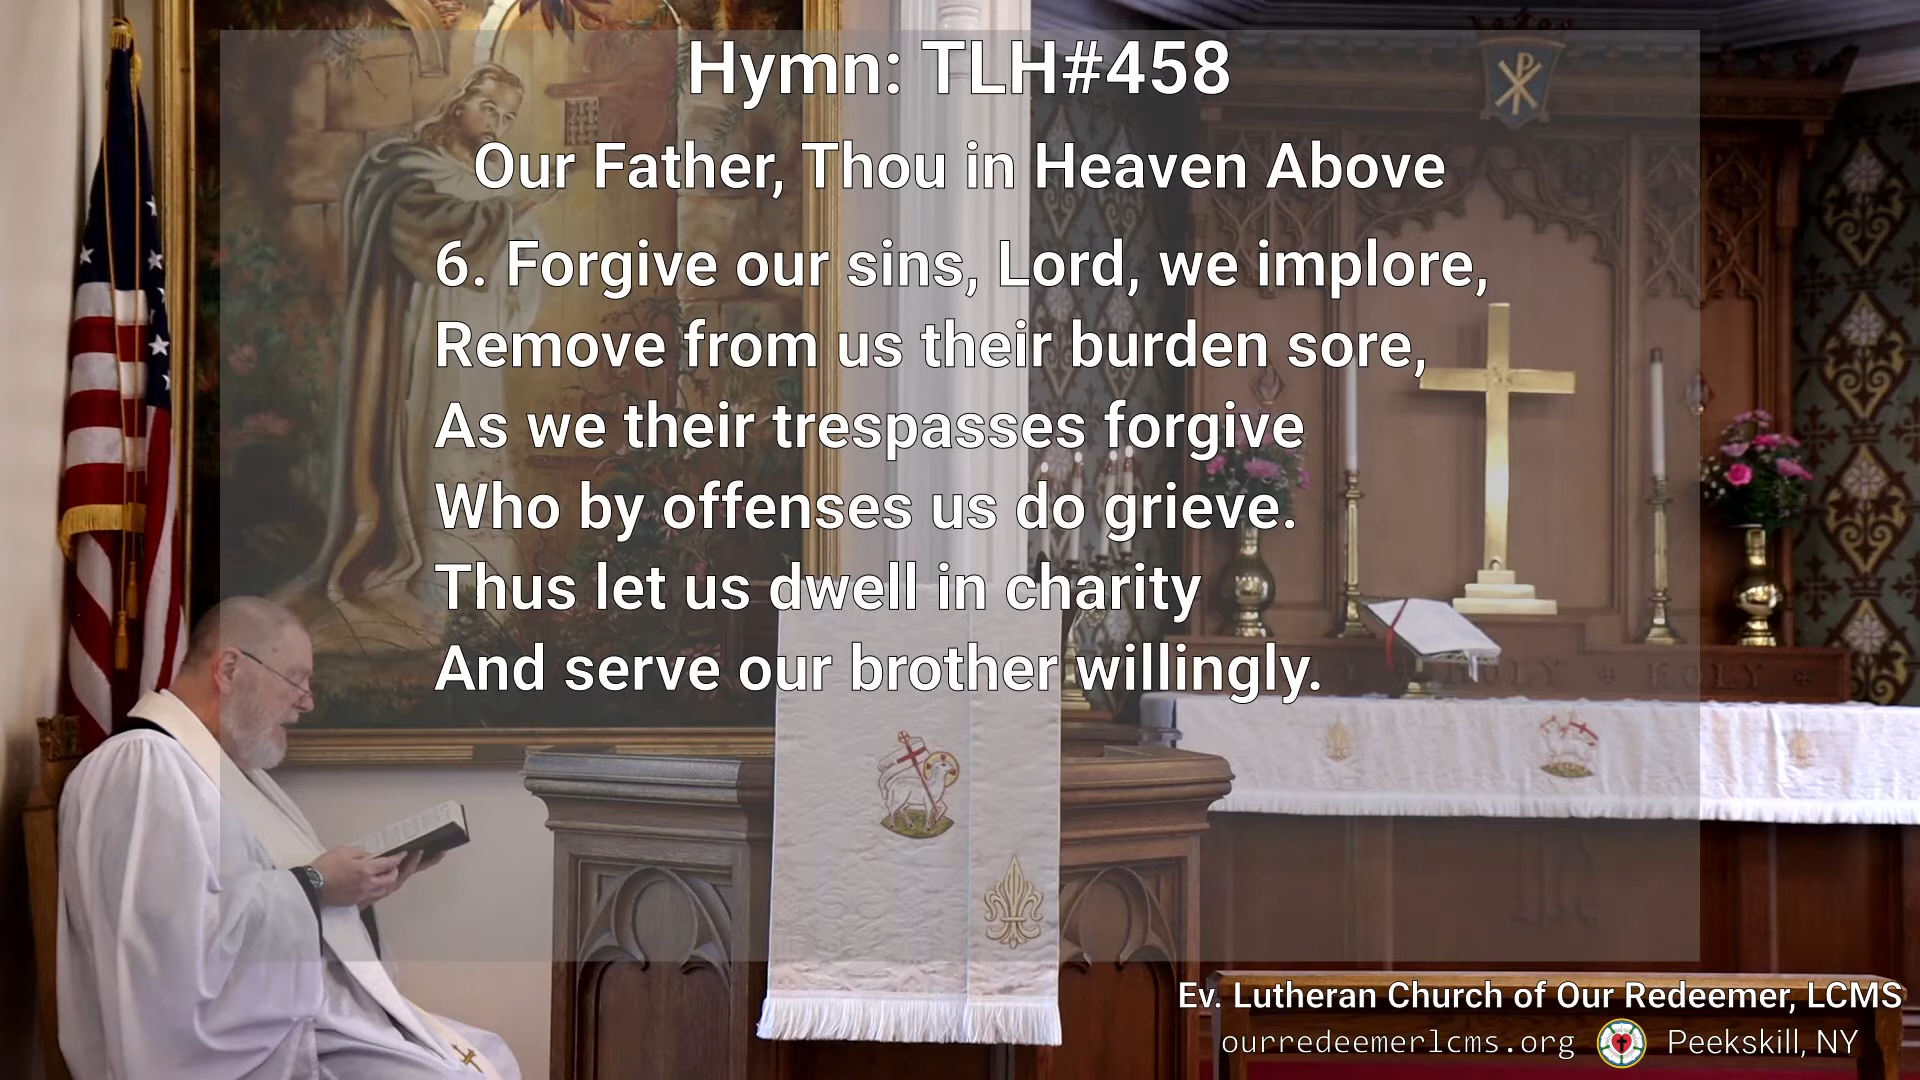 Hymn: TLH#458
Our Father, Thou in Heaven Above
6. Forgive our sins, Lord, we implore,
Remove from us their burden sore,
As we their trespasses forgive
Who by offenses us do grieve.
Thus let us dwell in charity
And serve our brother willingly.
HOLY HOLY
Ev. Lutheran Church of Our Redeemer, LCMS
ourredeemerlcms.org Peekskill, NY